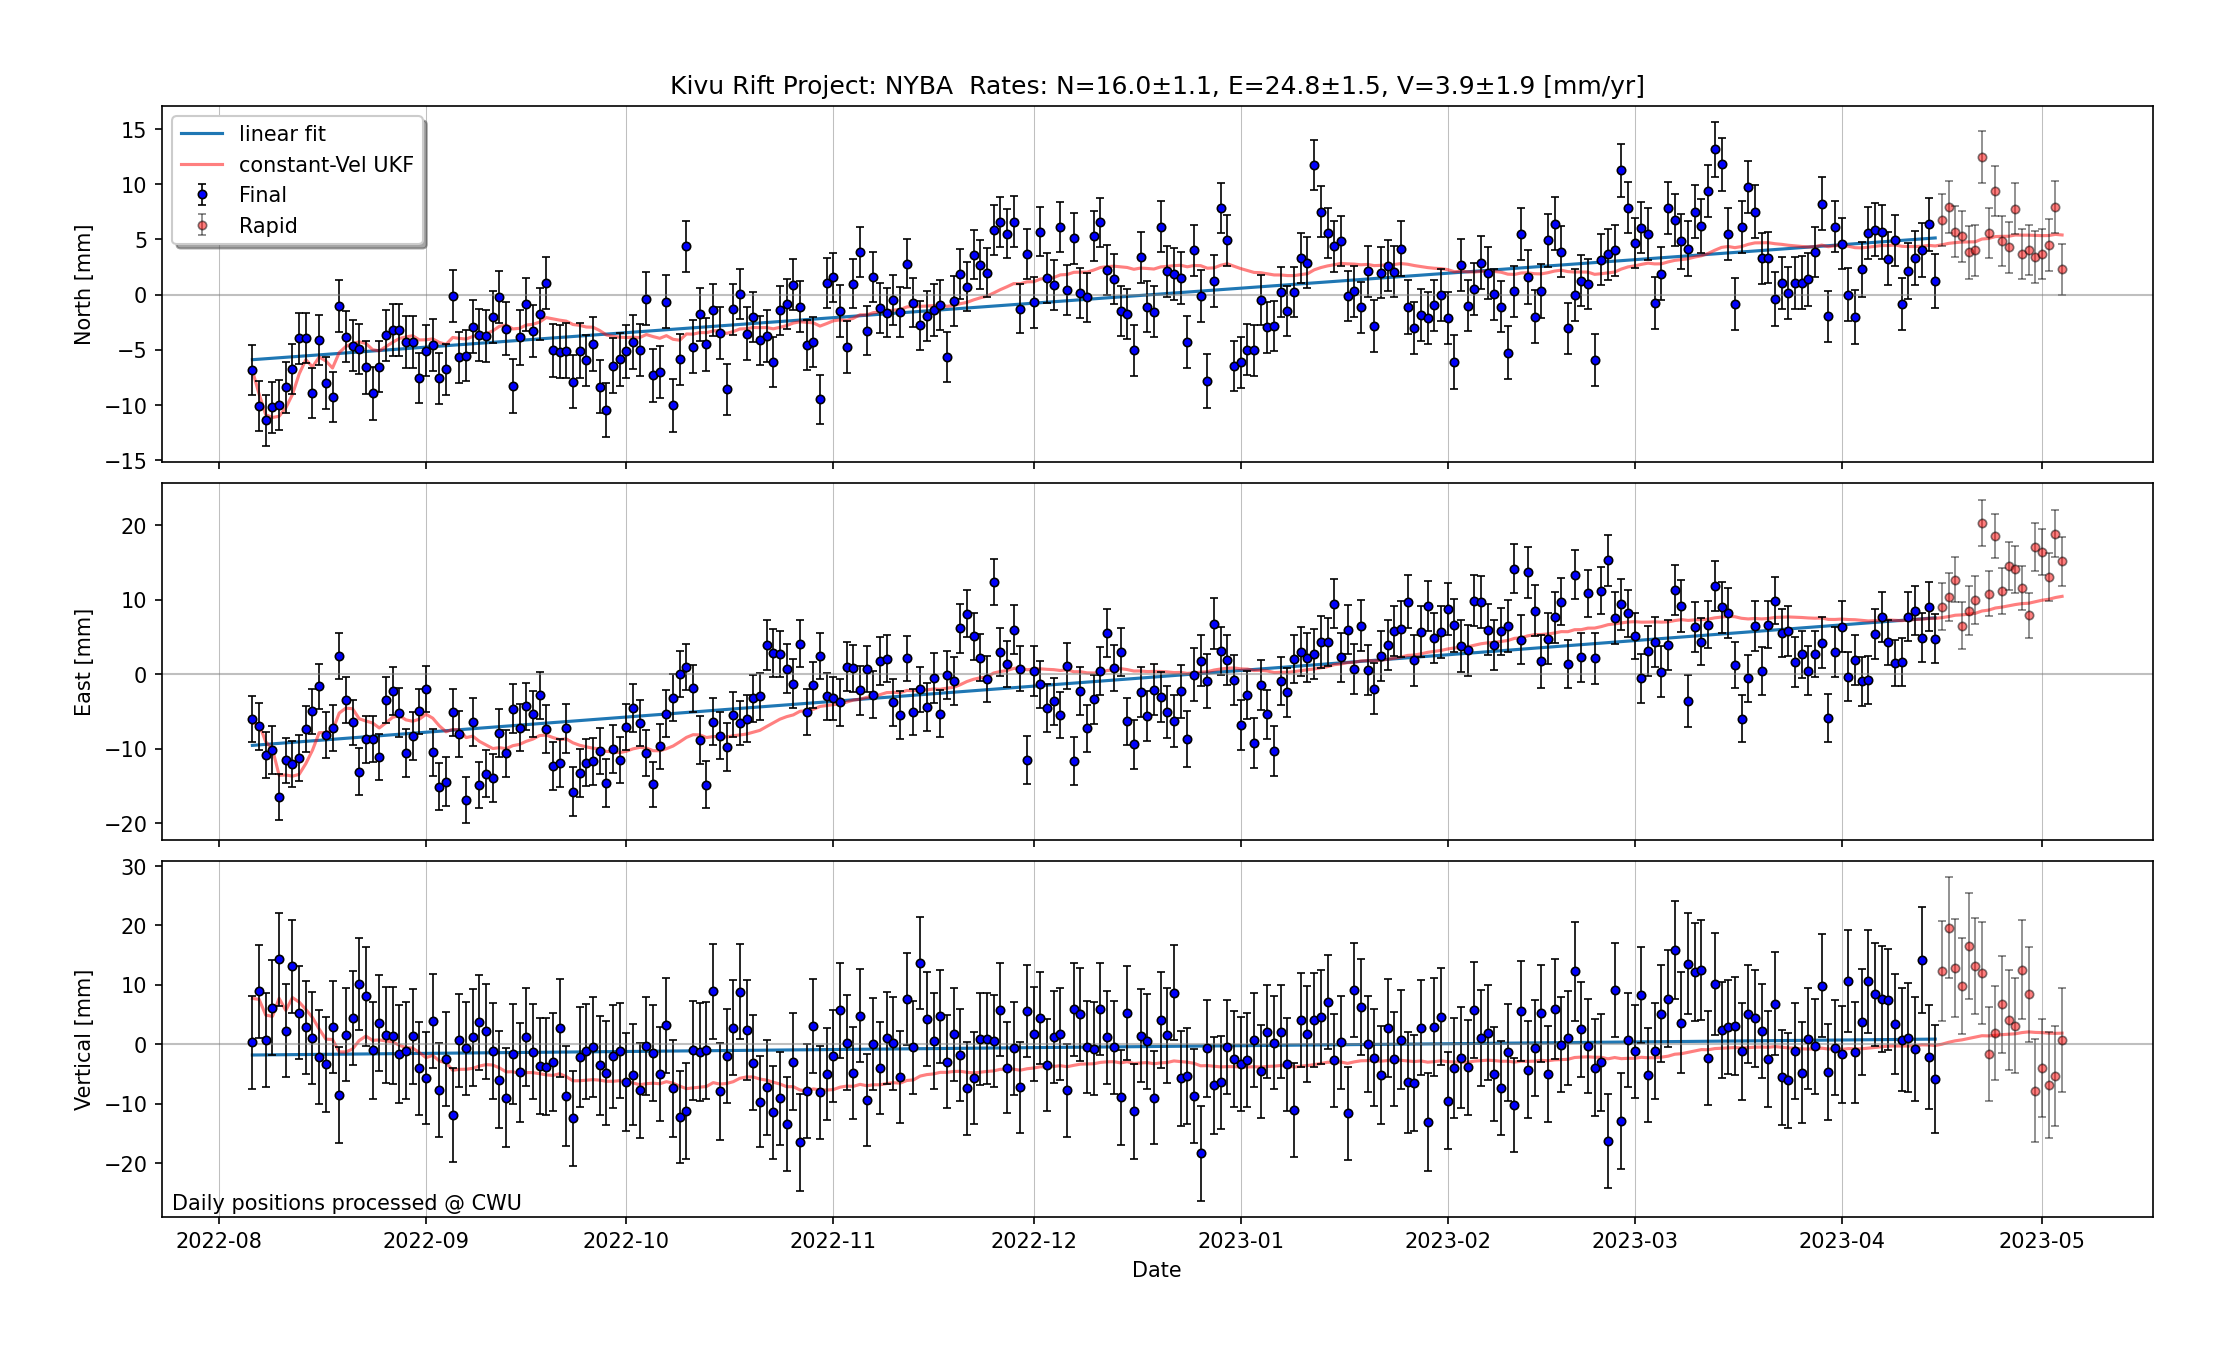 Kivu Rift Project: NYBA  Rates: N=16.0±1.1, E=24.8±1.5, V=3.9±1.9 [mm/yr]
linear fit
constant-Vel UKF
Final
Rapid
North [mm]
15
10
5
0
−5
−10
−15
East [mm]
20
10
0
−10
−20
Vertical [mm]
30
20
10
0
−10
−20
Daily positions processed @ CWU
2022-08 2022-09 2022-10 2022-11 2022-12 2023-01 2023-02 2023-03 2023-04 2023-05
Date